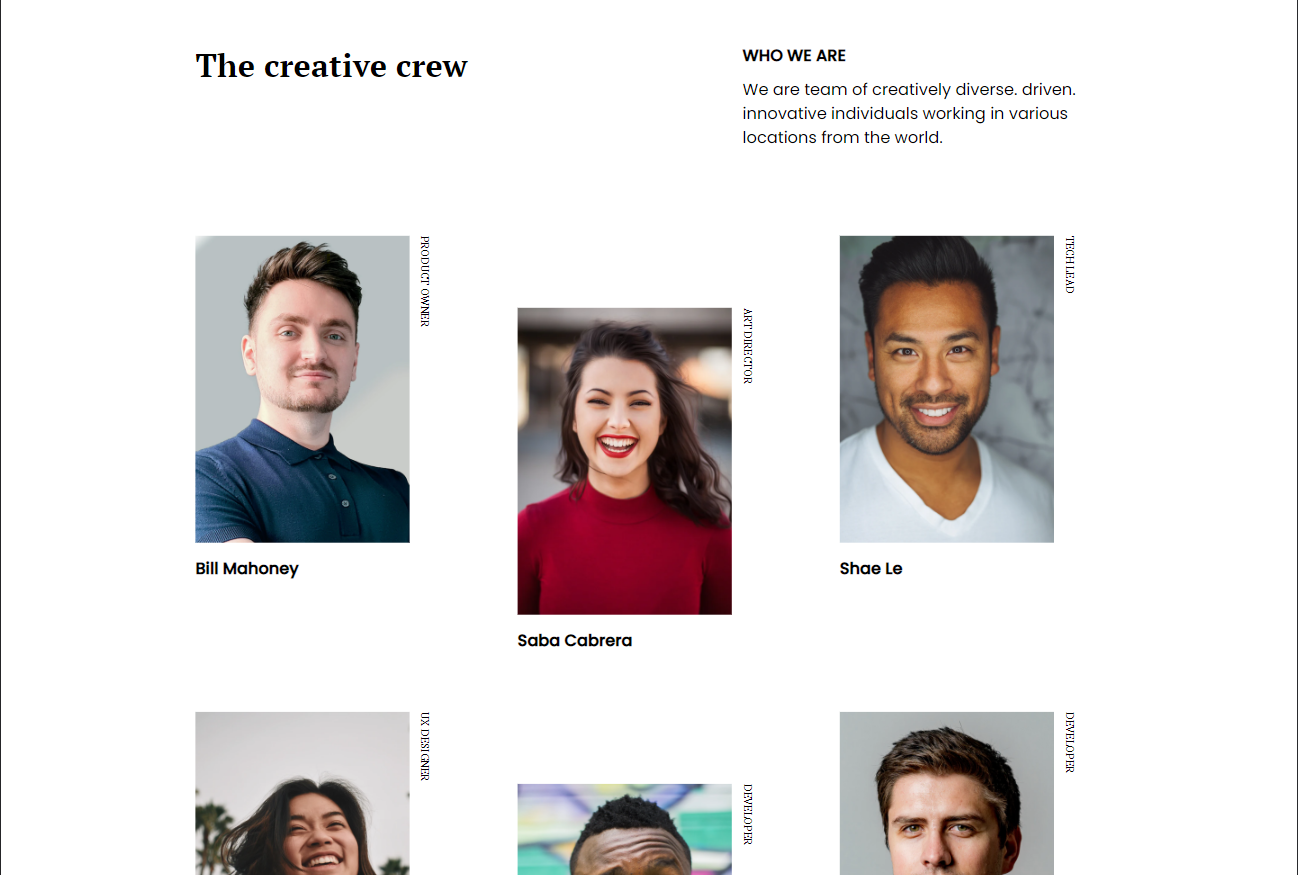 The creative crew
WHO WE ARE
We are team of creatively diverse. driven.
innovative individuals working in various
locations from the world.
PRODUCT OWNER
Bill Mahoney
ART DIRECTOR
Saba Cabrera
TECH LEAD
Shae Le
UX DESIGNER
DEVELOPER
DEVELOPER